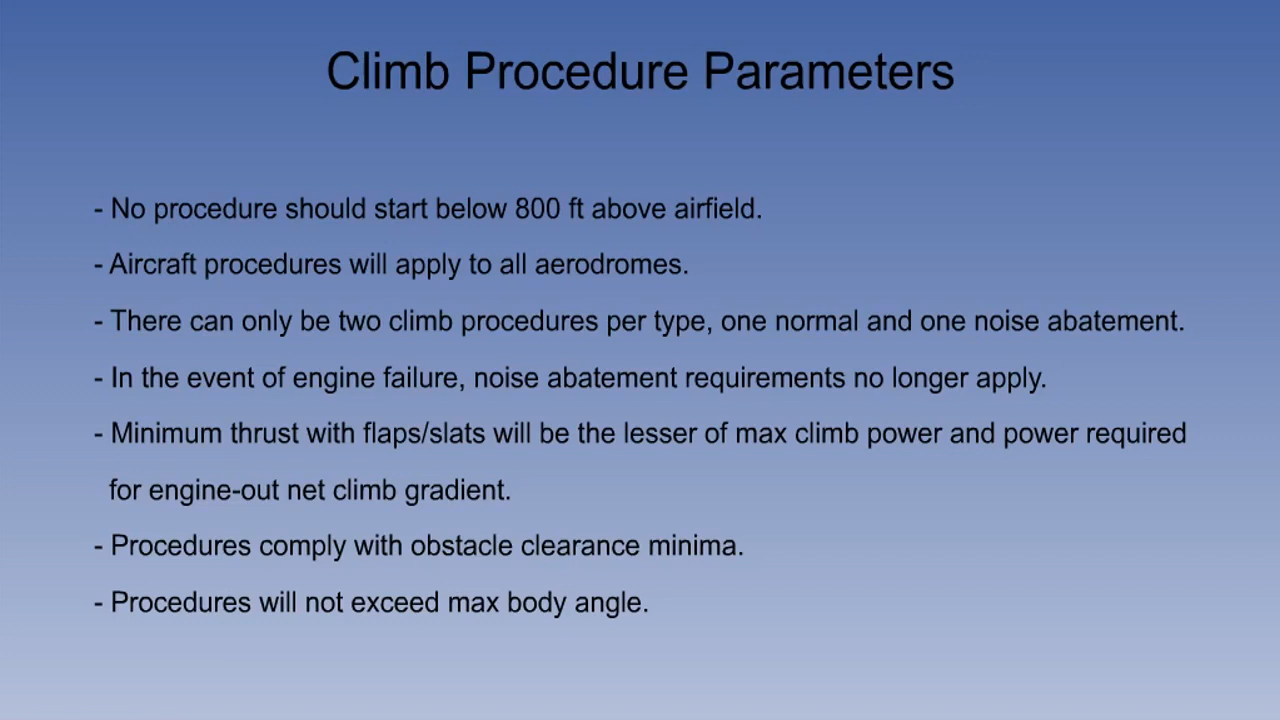 Climb Procedure Parameters
- No procedure should start below 800 ft above airfield.
- Aircraft procedures will apply to all aerodromes.
- There can only be two climb procedures per type, one normal and one noise abatement.
- In the event of engine failure, noise abatement requirements no longer apply.
- Minimum thrust with flaps/slats will be the lesser of max climb power and power required
for engine-out net climb gradient.
- Procedures comply with obstacle clearance minima.
- Procedures will not exceed max body angle.